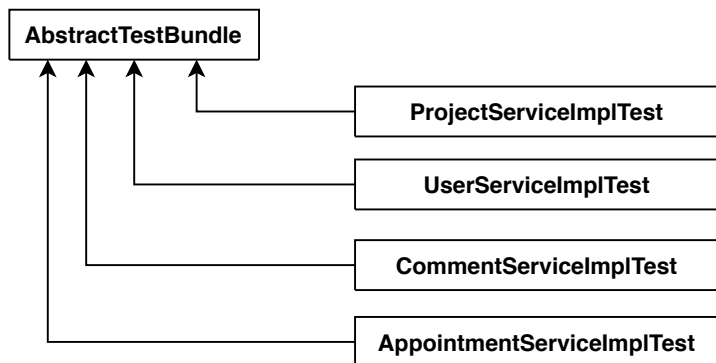 AbstractTestBundle
ProjectServiceImplTest
UserServiceImplTest
CommentServiceImplTest
AppointmentServiceImplTest